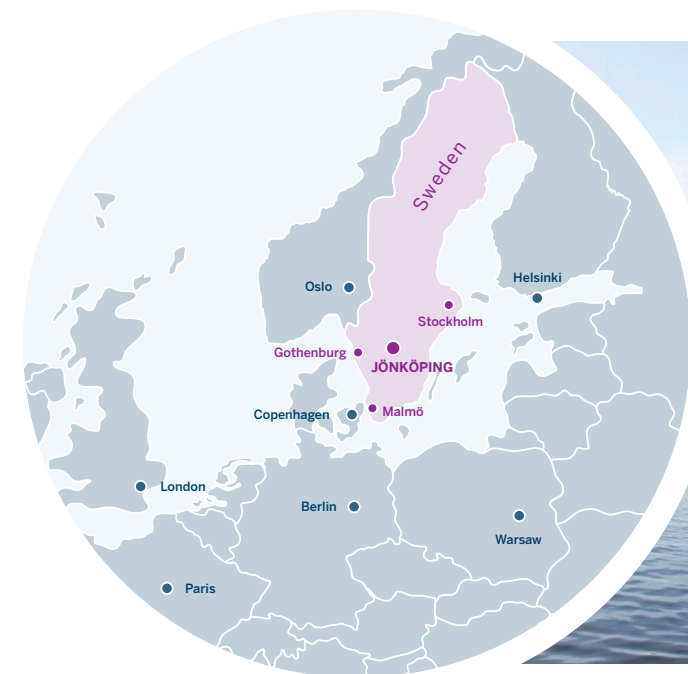 Sweden
Helsinki
Oslo
Stockholm
Gothenburg
JÖNKÖPING
Copenhagen
Malmö
London
Berlin
Warsaw
Paris